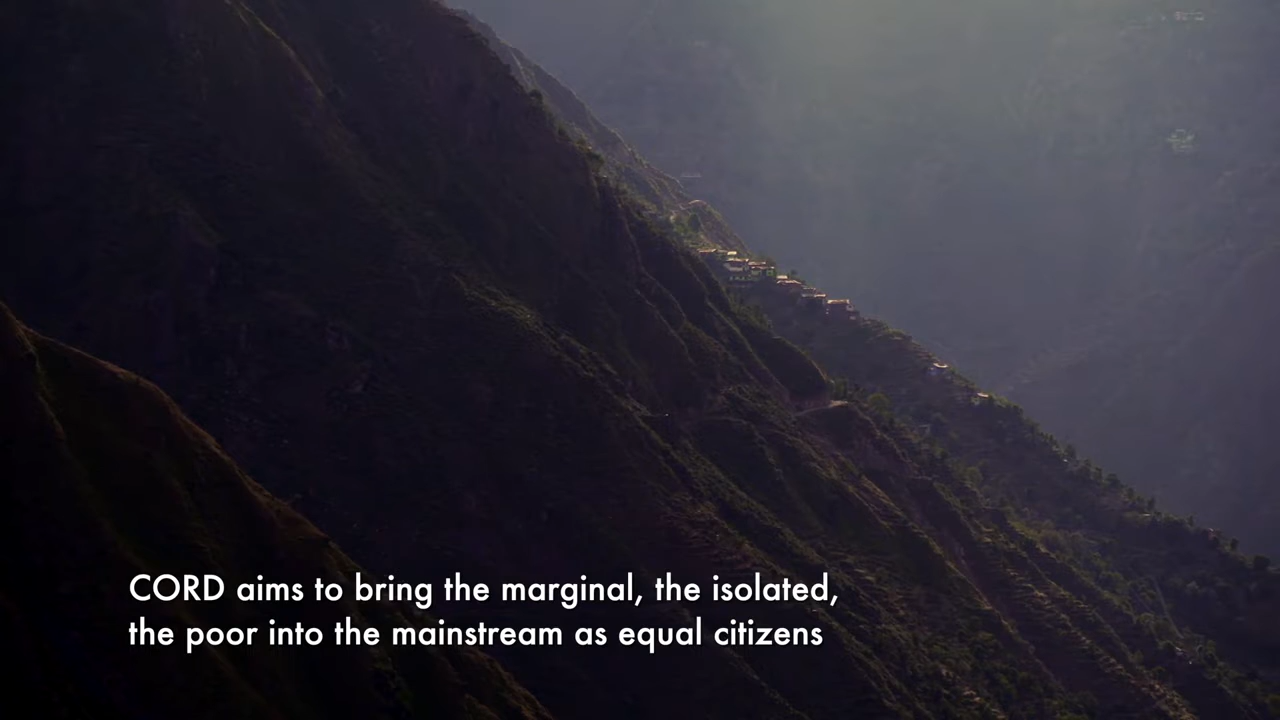 CORD aims to bring the marginal, the isolated,
the poor into the mainstream as equal citizens